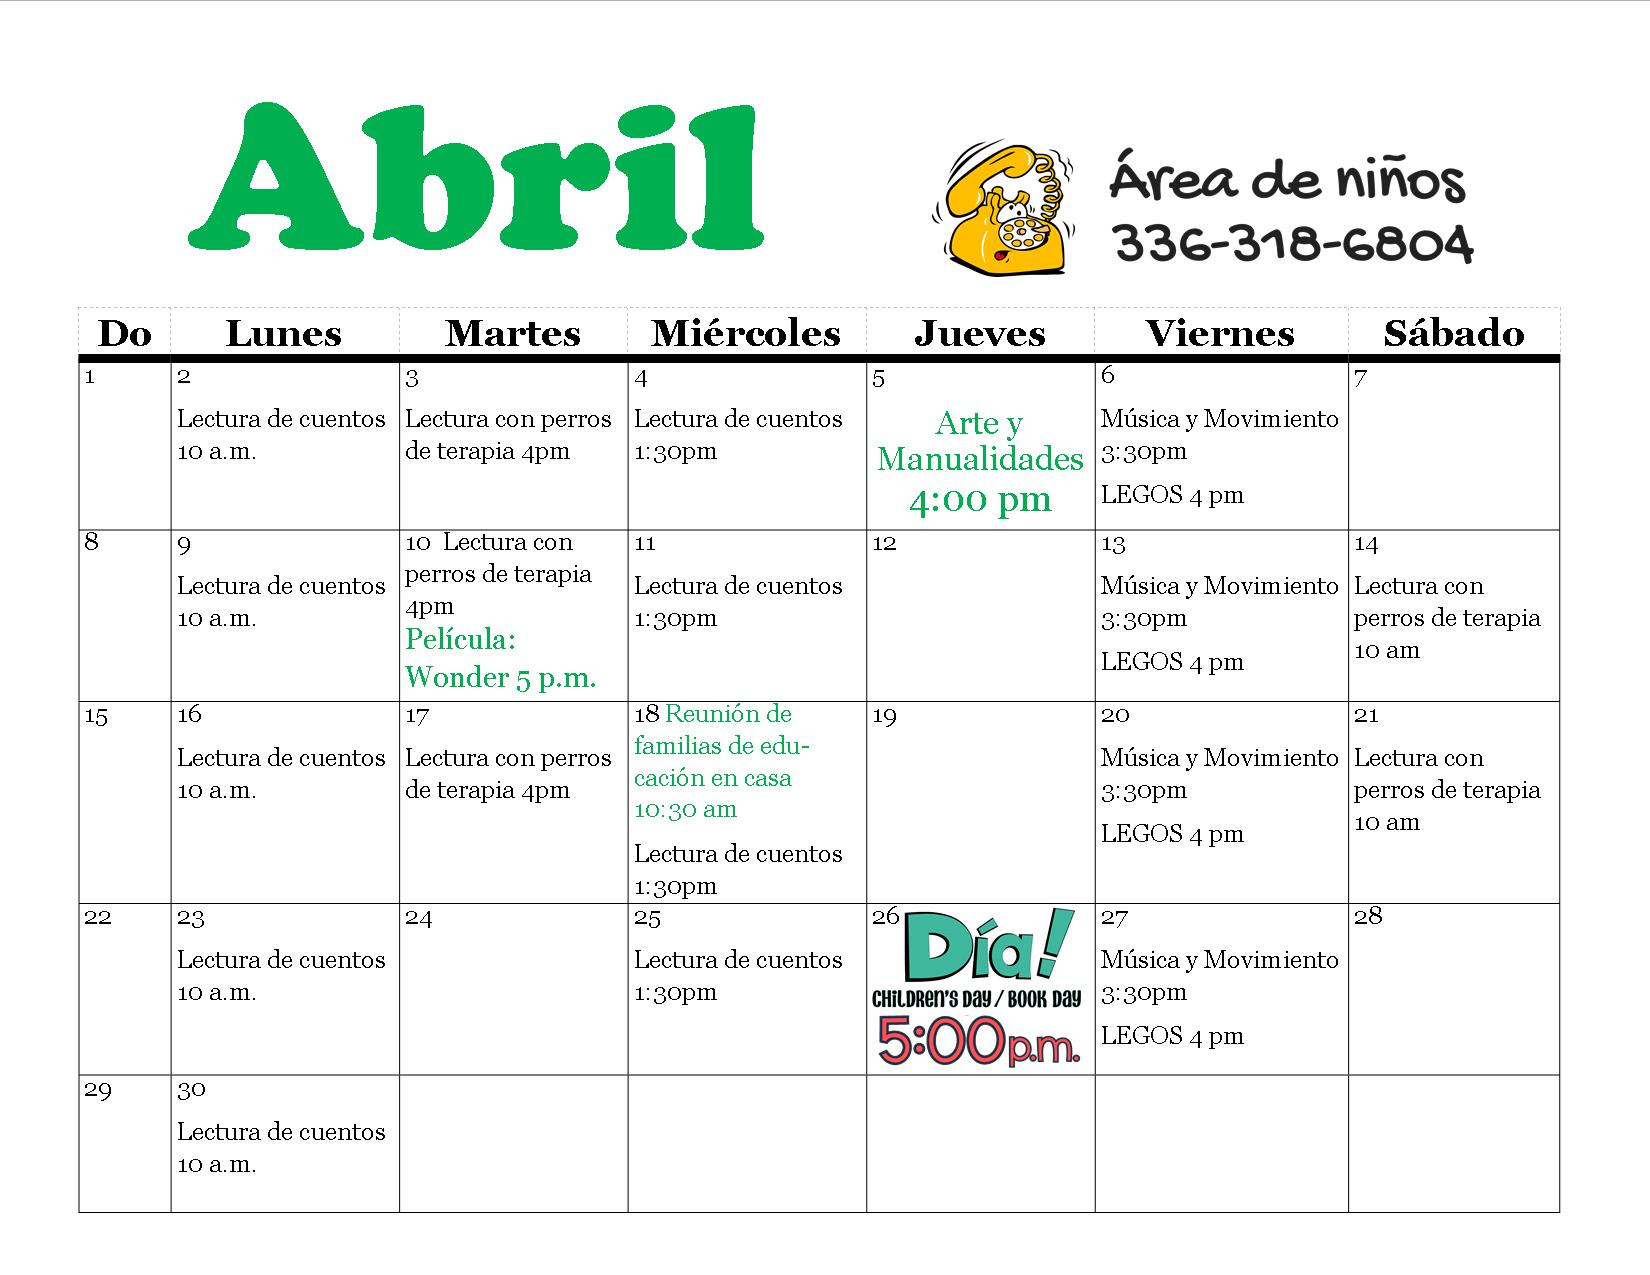 Abril
Área de niños
336-318-6804
Do Lunes Martes Miércoles Jueves Viernes Sábado
1
2
Lectura de cuentos
10 a.m.
3
Lectura con perros
de terapia 4pm
4
Lectura de cuentos
1:30pm
5
Arte y
Manualidades
4:00 pm
6
Música y Movimiento
3:30pm
LEGOS 4 pm
7
8
9
Lectura de cuentos
10 a.m.
10 Lectura con
perros de terapia
4pm
Película:
Wonder 5 p.m.
11
Lectura de cuentos
1:30pm
12
13
Música y Movimiento
3:30pm
LEGOS 4 pm
14
Lectura con
perros de terapia
10 am
15
16
Lectura de cuentos
10 a.m.
17
Lectura con perros
de terapia 4pm
18 Reunión de
familias de edu-
cación en casa
10:30 am
Lectura de cuentos
1:30pm
19
20
Música y Movimiento
3:30pm
LEGOS 4 pm
21
Lectura con
perros de terapia
10 am
22
23
Lectura de cuentos
10 a.m.
24
25
Lectura de cuentos
1:30pm
26
Día!
CHILDREN'S DAY / BOOK DAY
5:00p.m.
27
Música y Movimiento
3:30pm
LEGOS 4 pm
28
29
30
Lectura de cuentos
10 a.m.